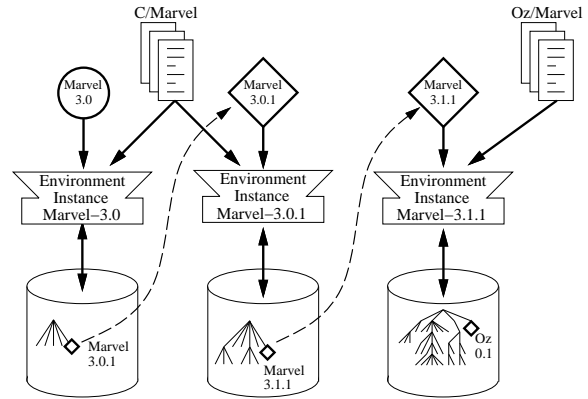 C/Marvel
Oz/Marvel
Marvel
3.0
Marvel
3.0.1
Marvel
3.1.1
Environment
Instance
Marvel−3.0
Environment
Instance
Marvel−3.0.1
Environment
Instance
Marvel−3.1.1
Marvel
3.0.1
Marvel
3.1.1
Oz
0.1